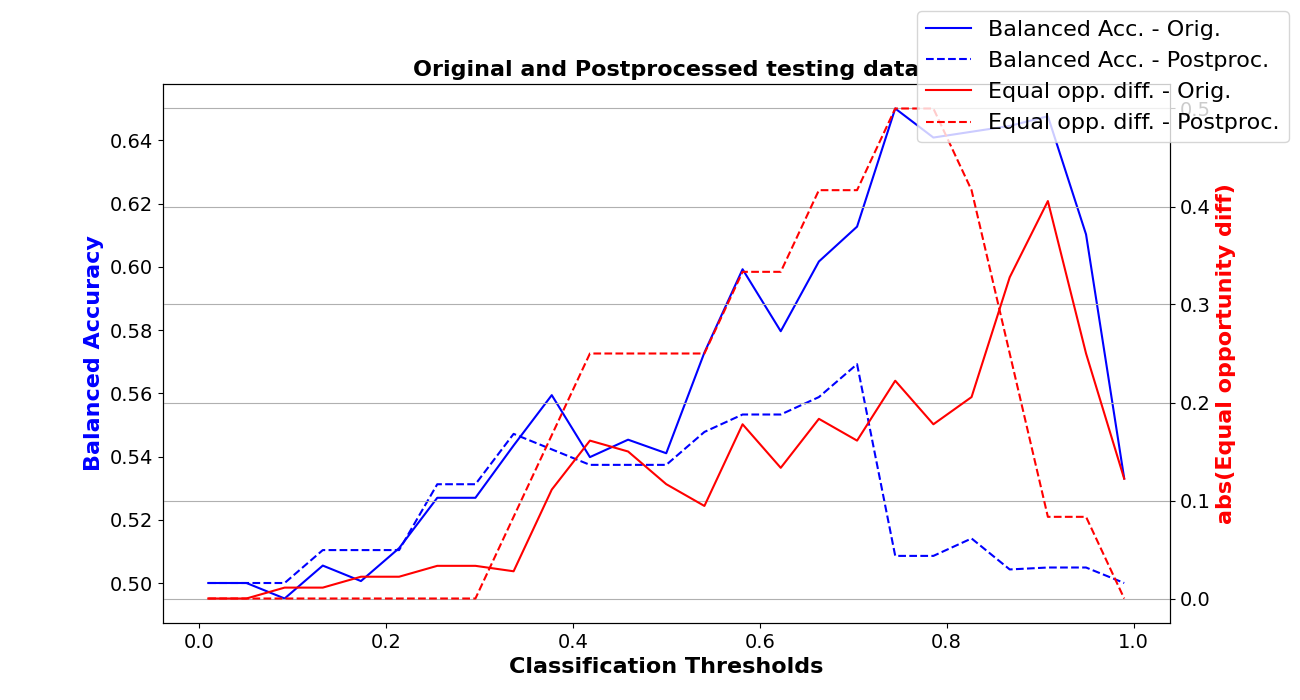 Balanced Acc. - Orig.
Balanced Acc. - Postproc.
Equal opp. diff. - Orig.
Equal opp. diff. - Postproc.
Original and Postprocessed testing data
Balanced Accuracy
0.64
0.62
0.60
0.58
0.56
0.54
0.52
0.50
0.5
0.4
0.3
0.2
0.1
0.0
abs(Equal opportunity diff)
0.0 0.2 0.4 0.6 0.8 1.0
Classification Thresholds